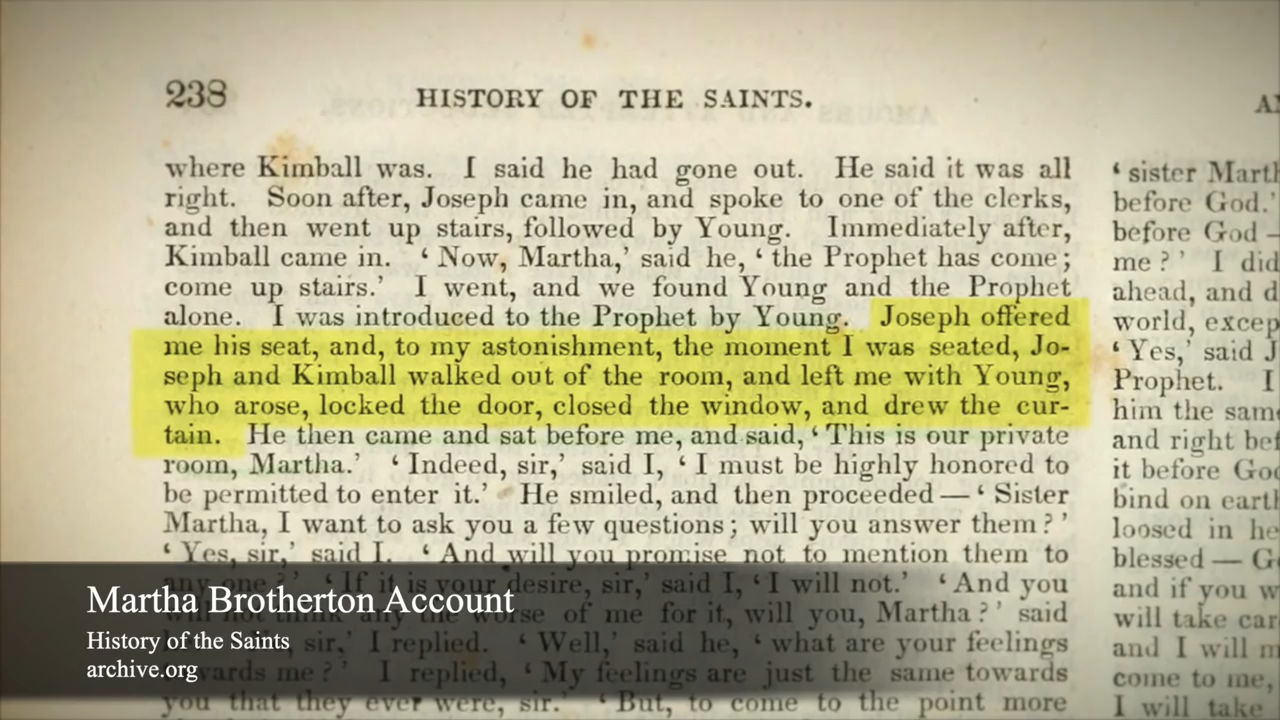 238 HISTORY OF THE SAINTS.
where Kimball was. I said he had gone out. He said it was all
right. Soon after, Joseph came in, and spoke to one of the clerks,
and then went up stairs, followed by Young. Immediately after,
Kimball came in. ‘ Now, Martha,’ said he, ‘ the Prophet has come ;
come up stairs.’ I went, and we found Young and the Prophet
alone. I was introduced to the Prophet by Young. Joseph offered
me his seat, and, to my astonishment, the moment I was seated, Jo-
seph and Kimball walked out of the room, and left me with Young,
who arose, locked the door, closed the window, and drew the cur-
tain. He then came and sat before me, and said, ‘ This is our private
room, Martha.’ ‘ Indeed, sir,’ said I, ‘ I must be highly honored to
be permitted to enter it.’ He smiled, and then proceeded — ‘ Sister
Martha, I want to ask you a few questions ; will you answer them ? ’
‘ Yes, sir,’ said I. ‘ And will you promise not to mention them to
any one ? ’ ‘ If it is your desire, sir,’ said I, ‘ I will not.’ ‘ And you
will not think any the worse of me for it, will you, Martha ? ’ said
sir,’ I replied. ‘ Well,’ said he, ‘ what are your feelings
towards me ? ’ I replied, ‘ My feelings are just the same towards
you that they ever were, sir.’ ‘ But, to come to the point more
‘ sister
before God.’
before God —
me ? ’ I did
ahead, and
world,
‘ Yes,’ said
Prophet. I
him the
and right
it before
bind on
loosed in
blessed —
and if you
will take
and I will
come to me,
I will take
Martha Brotherton Account
History of the Saints
archive.org